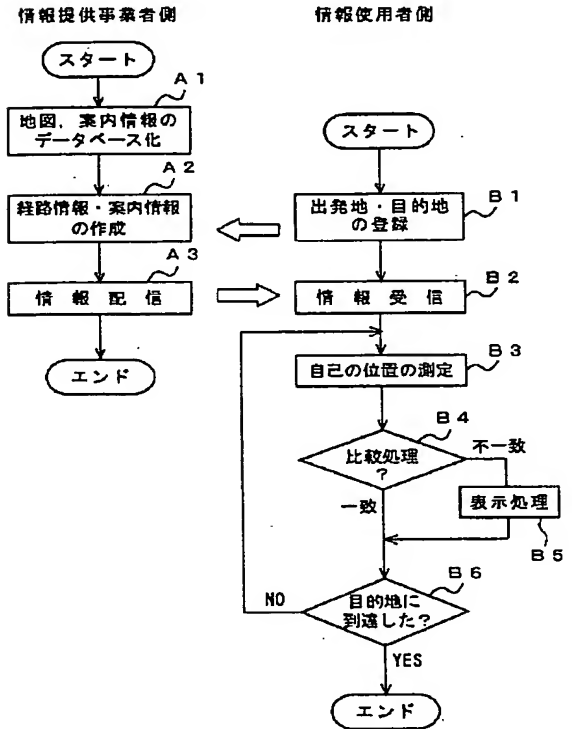 情報提供事業者側
スタート
A1
地図,案内情報の
データベース化
A2
経路情報・案内情報
の作成
A3
情報配信
エンド
情報使用者側
スタート
B1
出発地・目的地
の登録
B2
情報受信
B3
自己の位置の測定
B4
比較処理
?
不一致
一致
表示処理
B5
B6
目的地に
到達した?
NO
YES
エンド